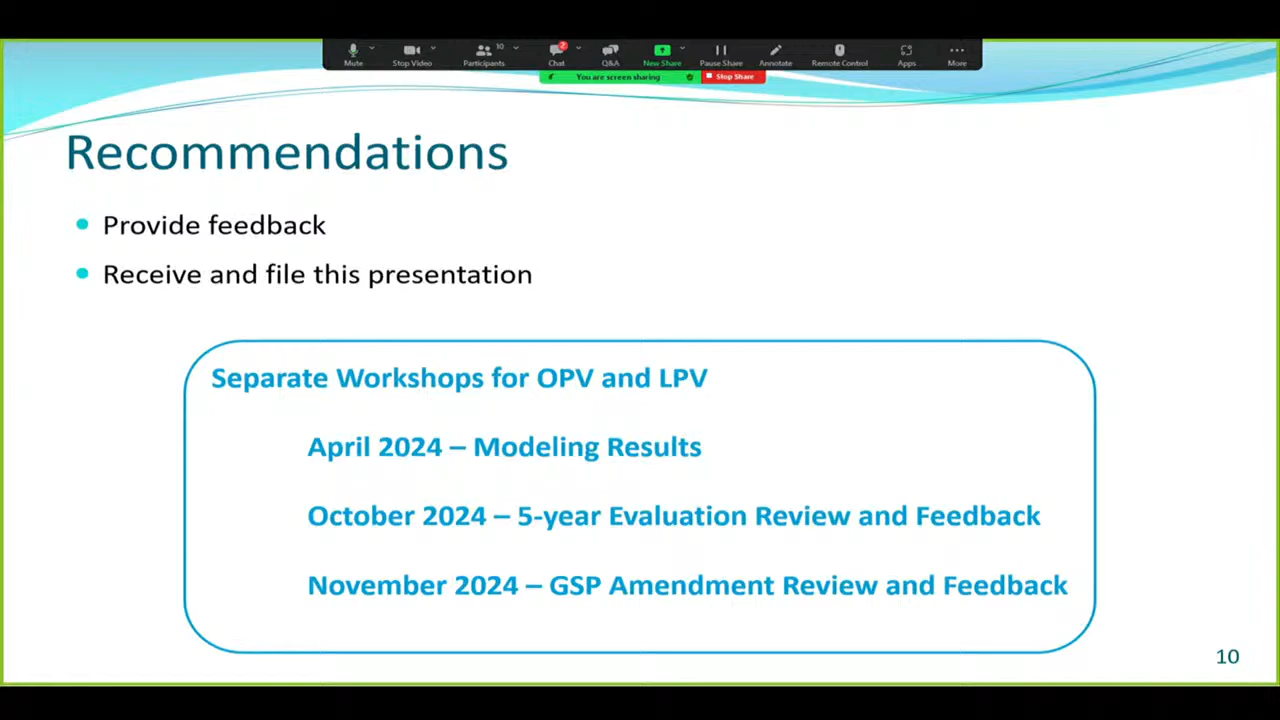 Mute
Stop Video
Participants
10
Chat
2
Q&A
New Share
Pause Share
Annotate
Remote Control
Apps
More
You are screen sharing
Stop Share
Recommendations
Provide feedback
Receive and file this presentation
Separate Workshops for OPV and LPV
April 2024 – Modeling Results
October 2024 – 5-year Evaluation Review and Feedback
November 2024 – GSP Amendment Review and Feedback
10